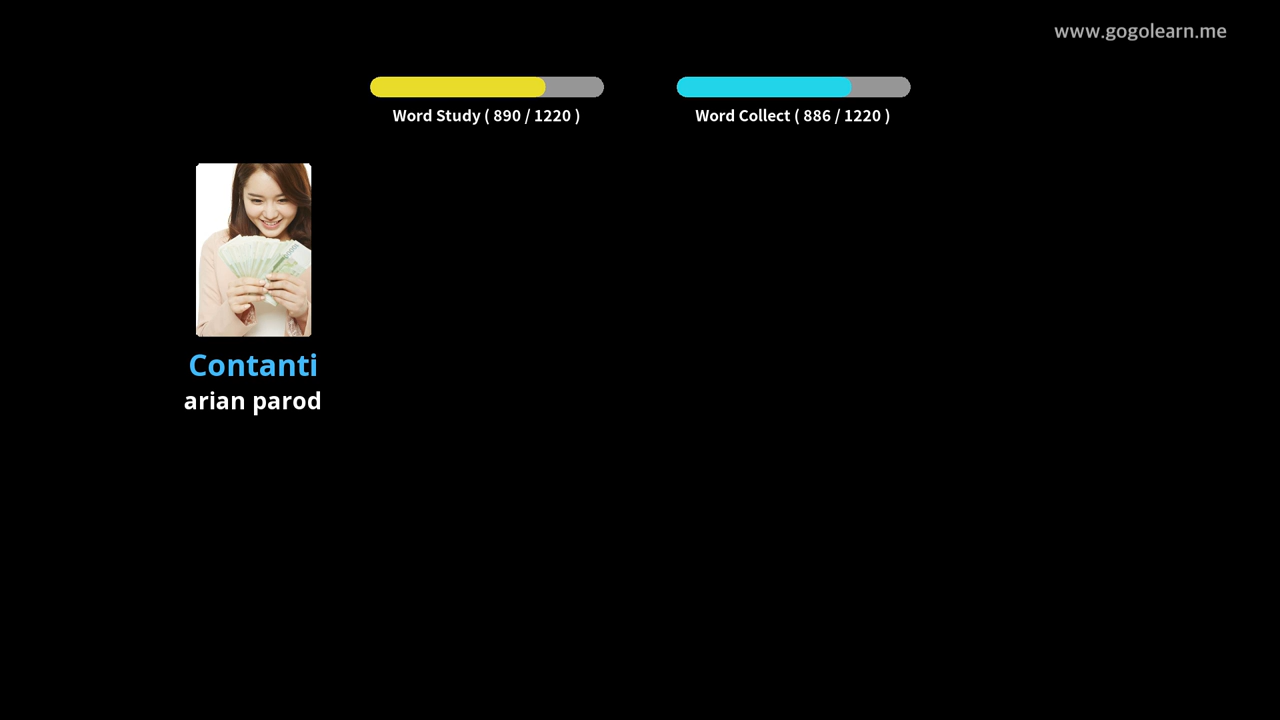 www.gogolearn.me
Word Study ( 890 / 1220 )
Word Collect ( 886 / 1220 )
Contanti
arian parod